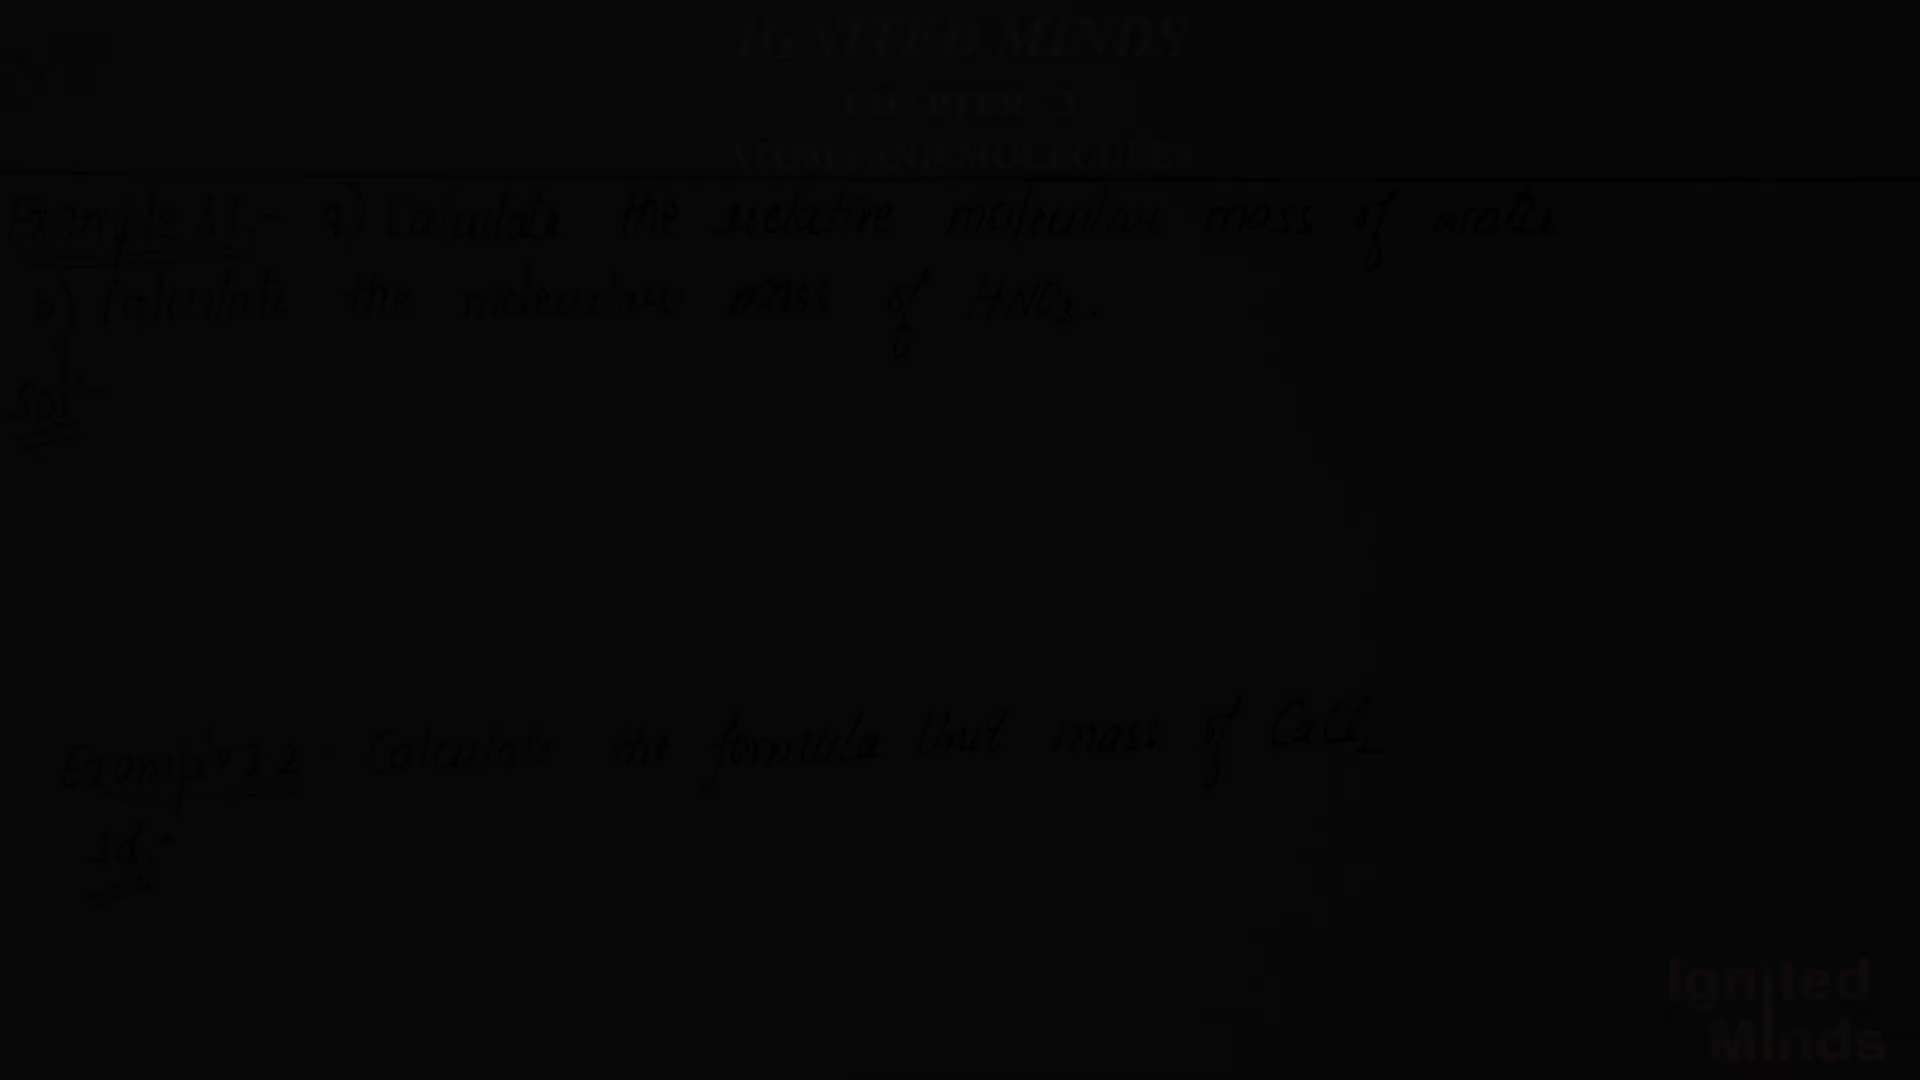 IGNITED MINDS
CHAPTER - 3
ATOMS AND MOLECULES
Example 3.1:- a) Calculate the relative molecular mass of
b) Calculate the molecular mass of HNO3.
Sol:-
Example 3.2 - Calculate the formula Unit mass of CaCl2
Sol:-
Ignited
Minds